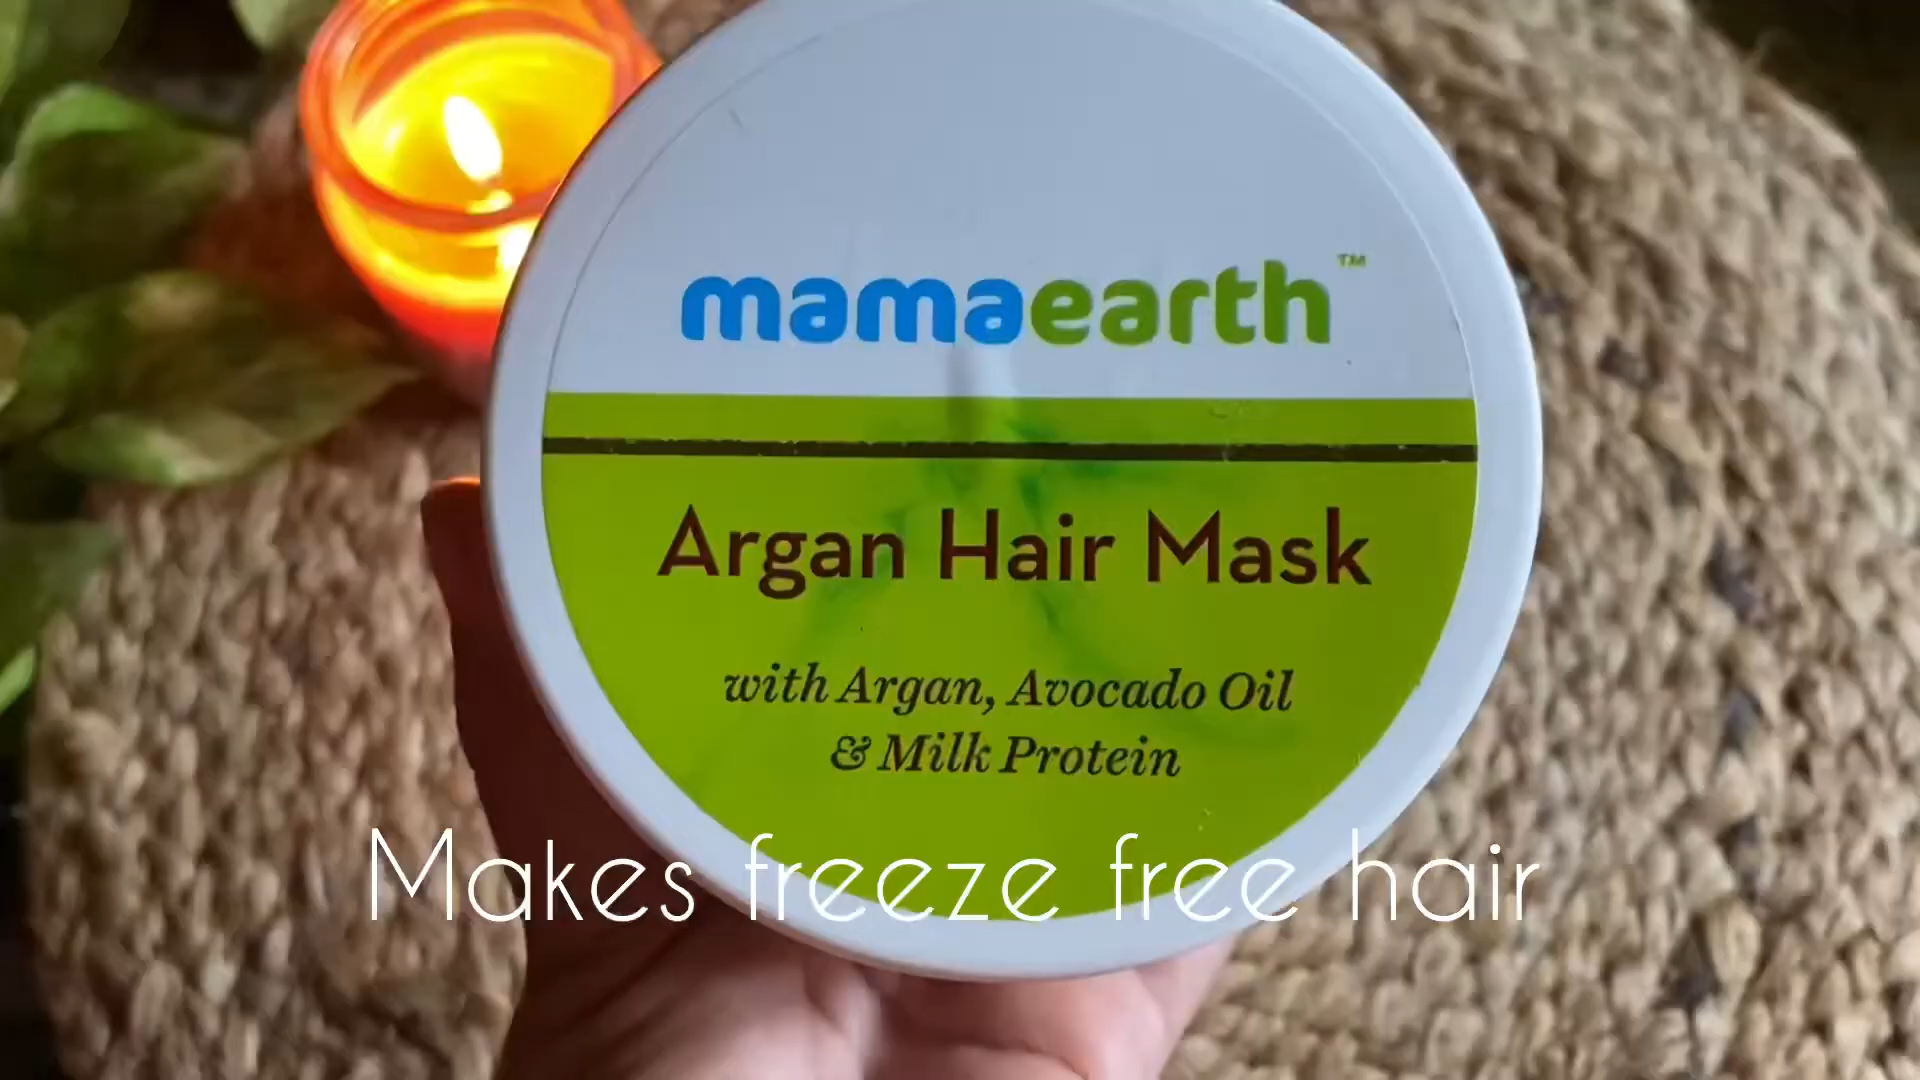 mamaearth™
Argan Hair Mask
with Argan, Avocado Oil
& Milk Protein
Makes freeze free hair